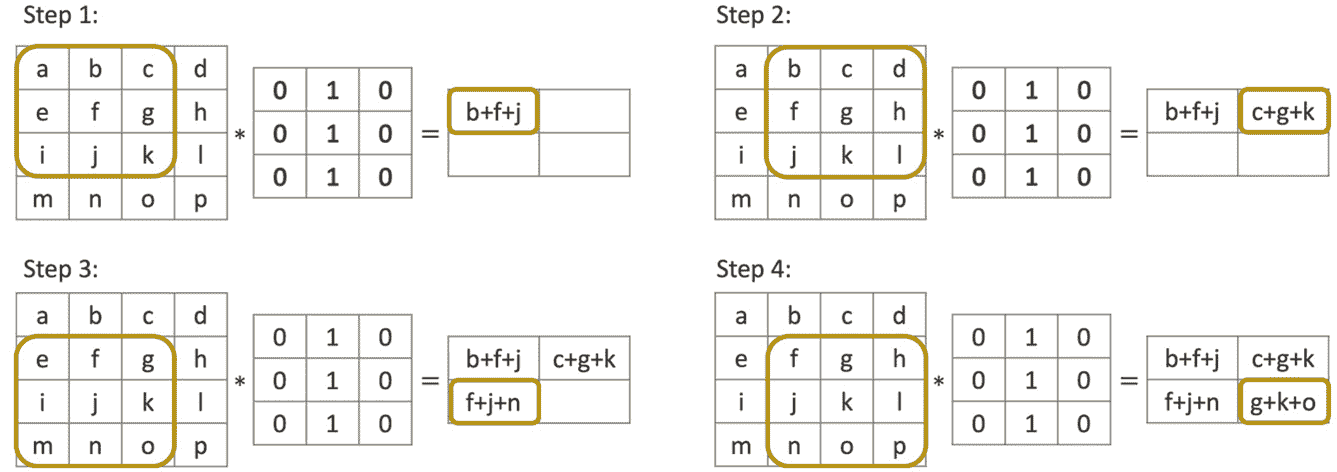 Step 1:
a b c d
e f g h
i j k l
m n o p
*
0 1 0
0 1 0
0 1 0
=
b+f+j
Step 2:
a b c d
e f g h
i j k l
m n o p
*
0 1 0
0 1 0
0 1 0
=
b+f+j c+g+k
Step 3:
a b c d
e f g h
i j k l
m n o p
*
0 1 0
0 1 0
0 1 0
=
b+f+j c+g+k
f+j+n
Step 4:
a b c d
e f g h
i j k l
m n o p
*
0 1 0
0 1 0
0 1 0
=
b+f+j c+g+k
f+j+n g+k+o